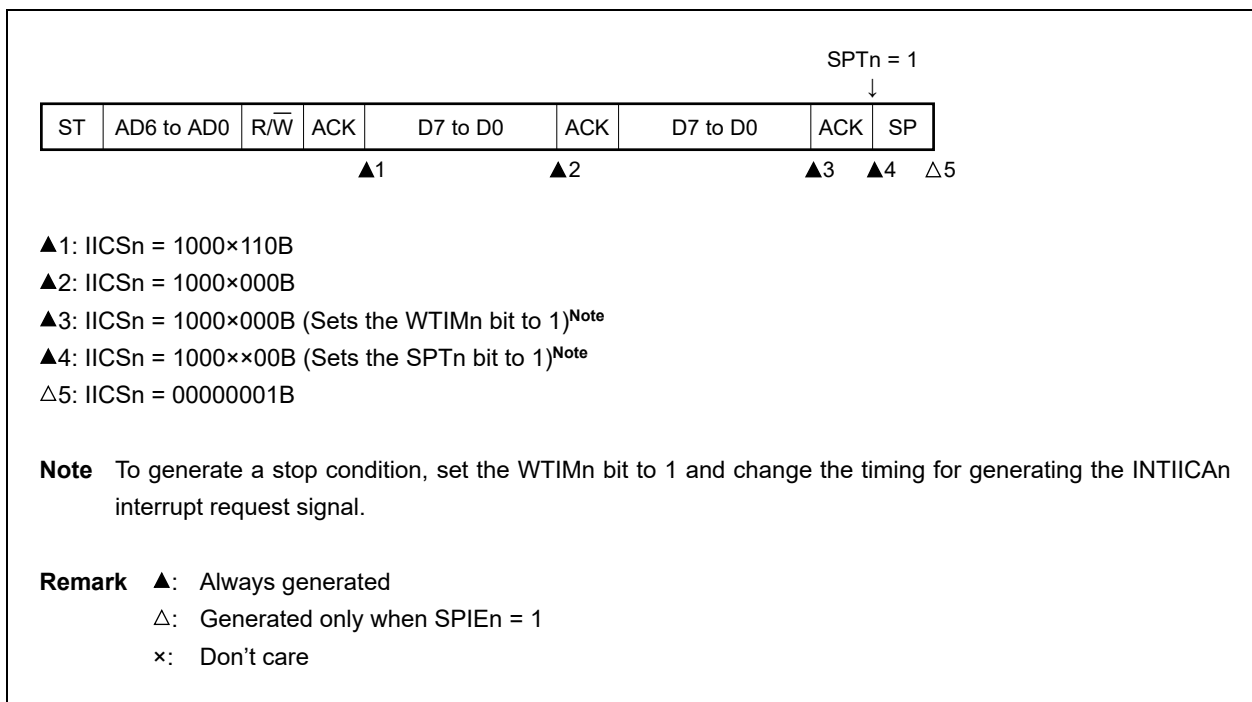 SPTn = 1
↓
ST AD6 to AD0 R/W̅ ACK D7 to D0 ACK D7 to D0 ACK SP
▲1 ▲2 ▲3 ▲4 △5
▲1: IICSn = 1000×110B
▲2: IICSn = 1000×000B
▲3: IICSn = 1000×000B (Sets the WTIMn bit to 1)Note
▲4: IICSn = 1000××00B (Sets the SPTn bit to 1)Note
△5: IICSn = 00000001B
Note To generate a stop condition, set the WTIMn bit to 1 and change the timing for generating the INTIICAn
interrupt request signal.
Remark ▲: Always generated
△: Generated only when SPIEn = 1
×: Don’t care